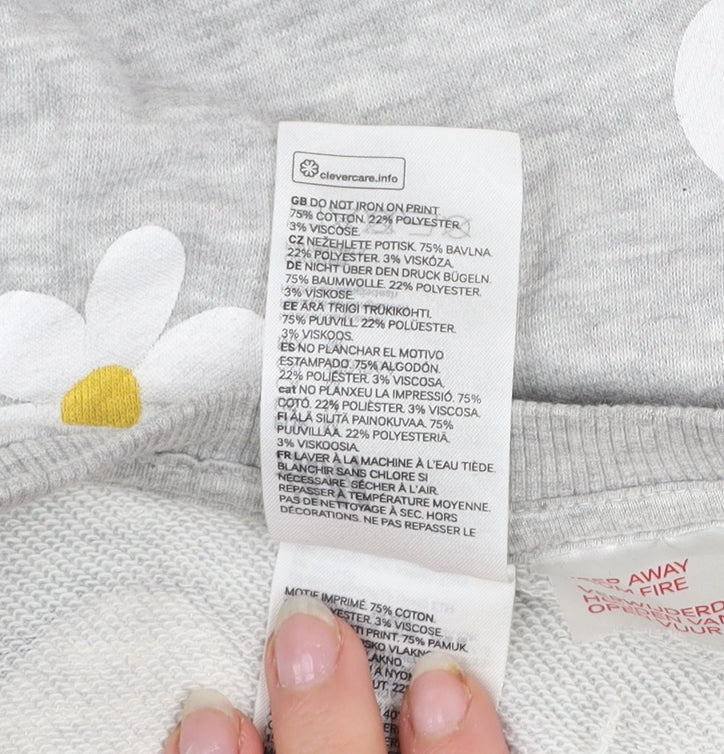 clevercare.info
GB DO NOT IRON ON PRINT
75% COTTON. 22% POLYESTER.
3% VISCOSE.
CZ NEŽEHLETE POTISK. 75% BAVLNA.
22% POLYESTER. 3% VISKÓZA.
DE NICHT ÜBER DEN DRUCK BÜGELN.
75% BAUMWOLLE. 22% POLYESTER.
3% VISKOSE.
EE ÄRA TRIIGI TRÜKIKOHTI.
75% PUUVILL. 22% POLÜESTER.
3% VISKOOS.
ES NO PLANCHAR EL MOTIVO
ESTAMPADO. 75% ALGODÓN.
22% POLIÉSTER. 3% VISCOSA.
cat NO PLANXEU LA IMPRESSIÓ. 75%
COTÓ. 22% POLIÈSTER. 3% VISCOSA.
FI ÄLÄ SILITÄ PAINOKUVAA. 75%
PUUVILLAA. 22% POLYESTERIÄ.
3% VISKOOSIA.
FR LAVER À LA MACHINE À L'EAU TIÈDE.
BLANCHIR SANS CHLORE SI
NÉCESSAIRE. SÉCHER À L'AIR.
REPASSER À TEMPÉRATURE MOYENNE.
PAS DE NETTOYAGE À SEC. HORS
DÉCORATIONS. NE PAS REPASSER LE
MOTIF IMPRIMÉ. 75% COTON.
3% VISCOSE.
PRINT. 75% PAMUK.
AWAY
FIRE